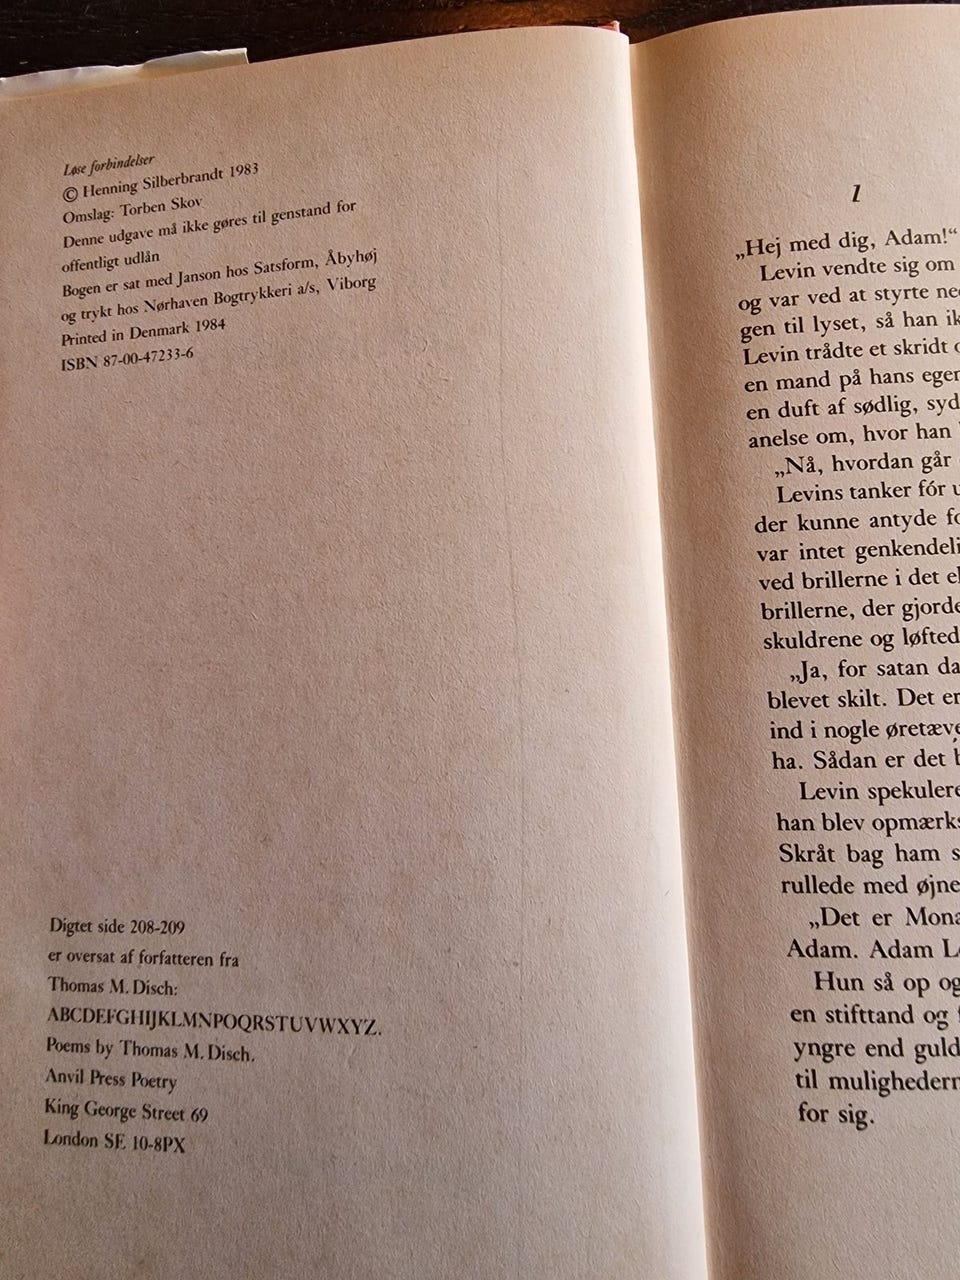 Løse forbindelser
© Henning Silberbrandt 1983
Omslag: Torben Skov
Denne udgave må ikke gøres til genstand for
offentligt udlån
Bogen er sat med Janson hos Satsform, Åbyhøj
og trykt hos Nørhaven Bogtrykkeri a/s, Viborg
Printed in Denmark 1984
ISBN 87-00-47233-6
Digtet side 208-209
er oversat af forfatteren fra
Thomas M. Disch:
ABCDEFGHIJKLMNPOQRSTUVWXYZ.
Poems by Thomas M. Disch.
Anvil Press Poetry
King George Street 69
London SE 10-8PX
1
„Hej med dig, Adam!“
Levin vendte sig om
og var ved at styrte
gen til lyset, så han
Levin trådte et skridt
en mand på hans
en duft af sødlig,
anelse om, hvor han
„Nå, hvordan går
Levins tanker fór
der kunne antyde
var intet
ved brillerne i det
brillerne, der gjorde
skuldrene og
„Ja, for satan
blevet skilt. Det
ind i nogle
ha. Sådan er det
Levin
han blev
Skråt bag ham
rullede med
„Det er
Adam. Adam
Hun så op og
en stifttand og
yngre end
til
for sig.